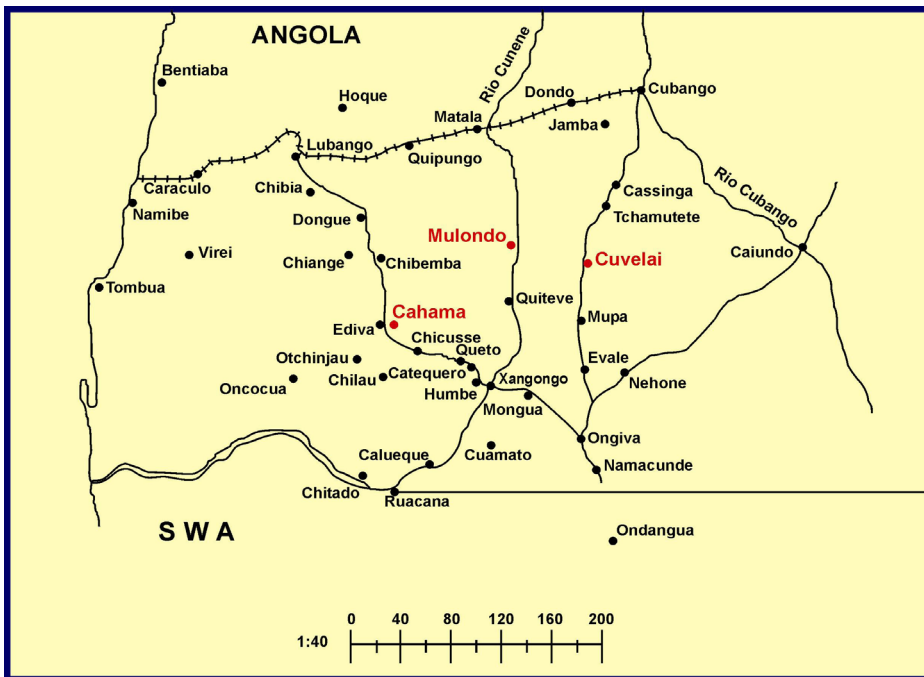 ANGOLA
Rio Cunene
Bentiaba
Hoque
Dondo
Cubango
Matala
Jamba
Lubango
Quipungo
Caraculo
Chibia
Cassinga
Rio Cubango
Namibe
Dongue
Tchamutete
Mulondo
Virei
Chiange
Chibemba
Cuvelai
Caiundo
Tombua
Quiteve
Cahama
Ediva
Mupa
Chicusse
Otchinjau
Queto
Evale
Oncocua
Chilau
Catequero
Xangongo
Nehone
Humbe
Mongua
Ongiva
Calueque
Cuamato
Namacunde
Chitado
Ruacana
S W A
Ondangua
0 40 80 120 160 200
1:40